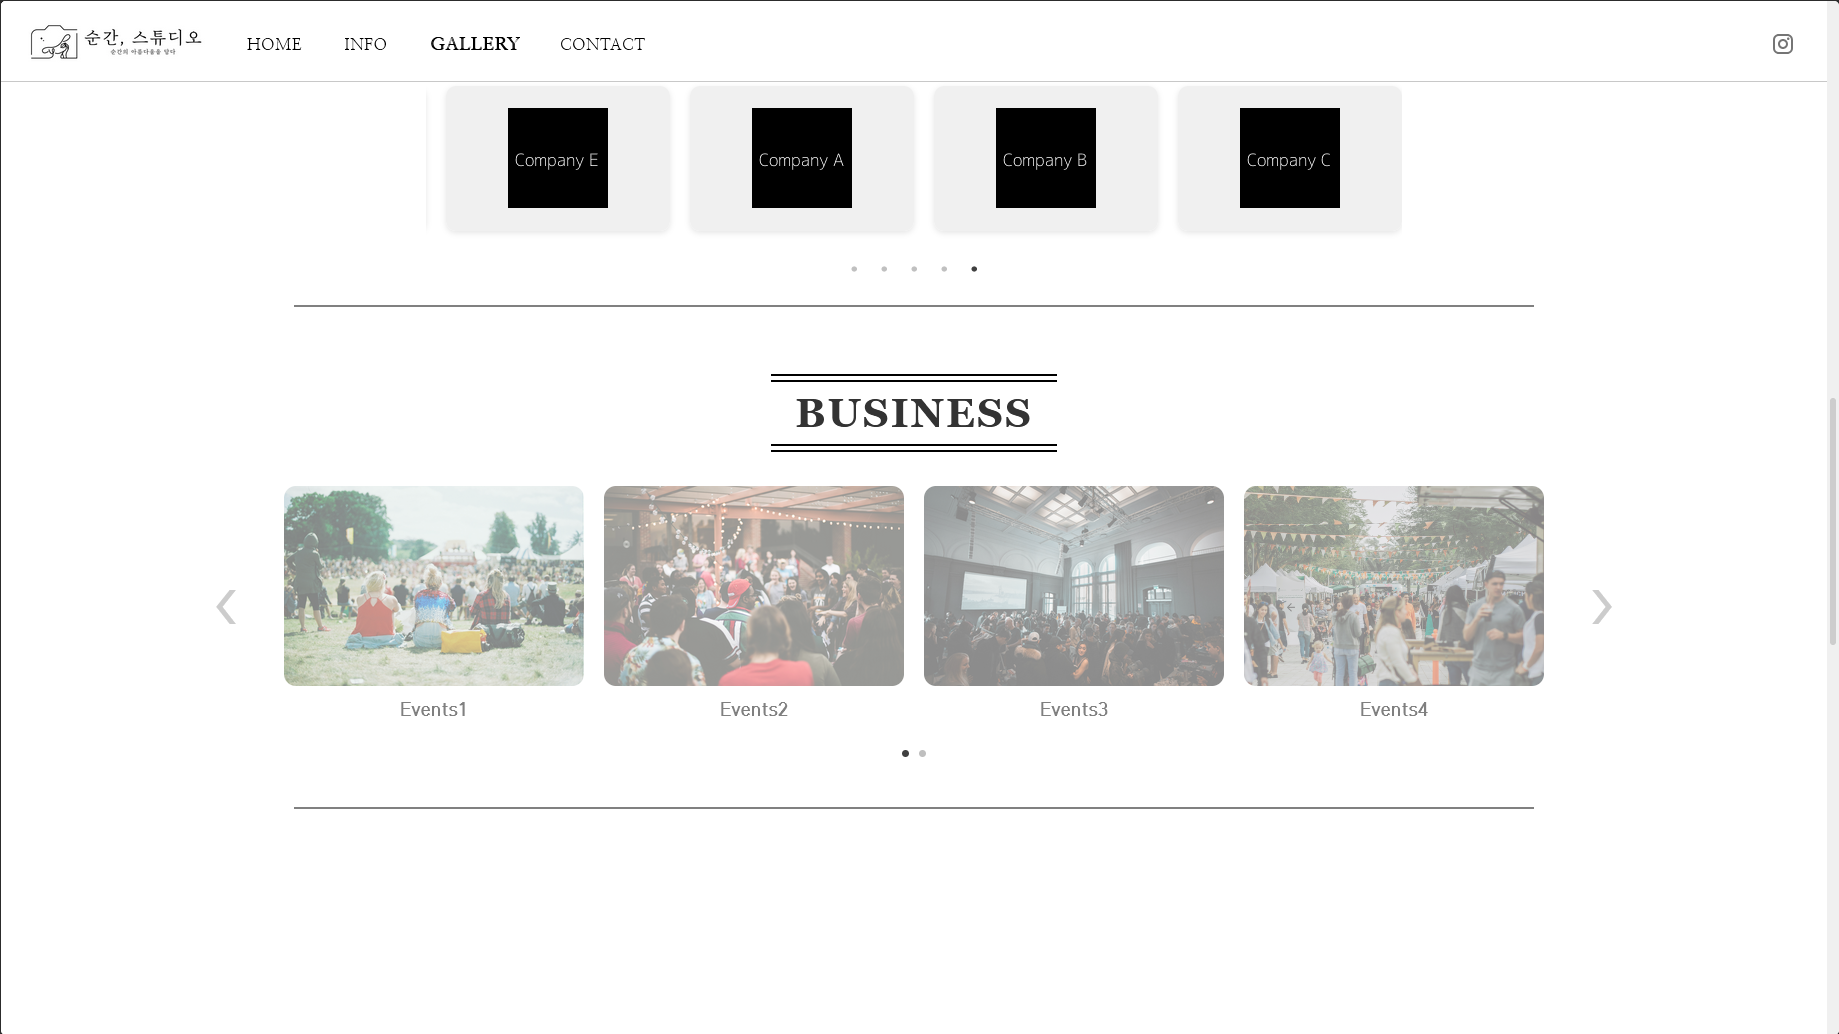 순간, 스튜디오
순간의 아름다움을 담다
HOME
INFO
GALLERY
CONTACT
Company E
Company A
Company B
Company C
BUSINESS
Events1
Events2
Events3
Events4